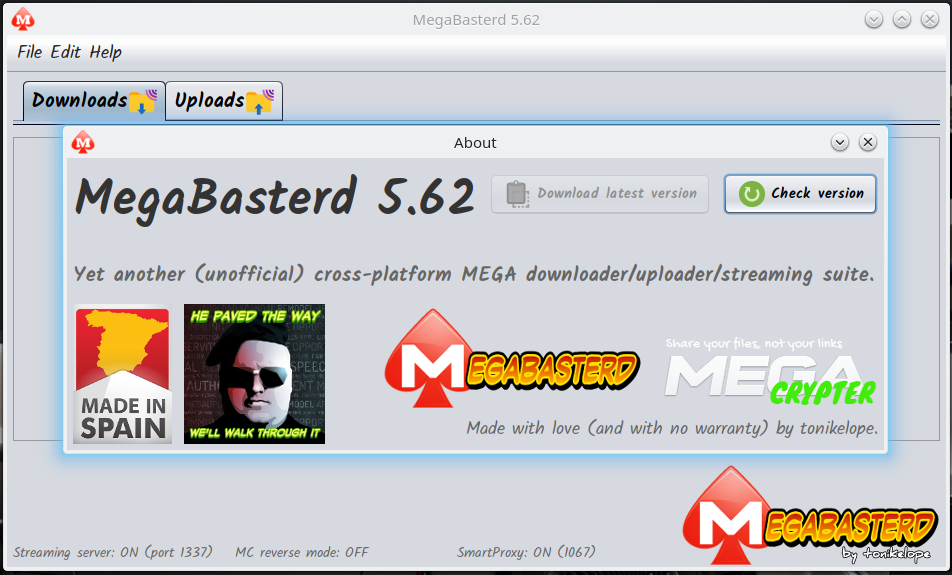 MegaBasterd 5.62
File Edit Help
Downloads Uploads
About
MegaBasterd 5.62 Download latest version Check version
Yet another (unofficial) cross-platform MEGA downloader/uploader/streaming suite.
MADE IN
SPAIN
HE PAVED THE WAY
WE'LL WALK THROUGH IT
MEGABASTERD
Share your files, not your links
MEGA
CRYPTER
Made with love (and with no warranty) by tonikelope.
MEGABASTERD
by tonikelope
Streaming server: ON (port 1337) MC reverse mode: OFF SmartProxy: ON (1067)